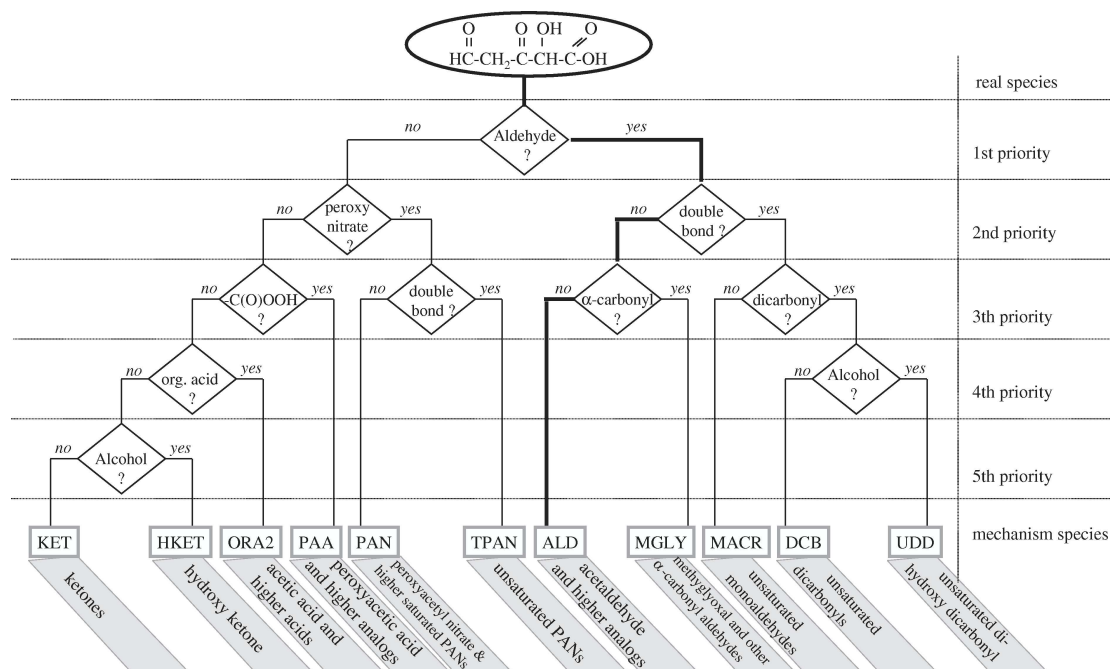 O O OH O
HC-CH2-C-CH-C-OH
real species
no
Aldehyde
?
yes
1st priority
no
peroxy
nitrate
?
yes
no
double
bond ?
yes
2nd priority
no
-C(O)OOH
?
yes
no
double
bond ?
yes
no
α-carbonyl
?
yes
no
dicarbonyl
?
yes
3th priority
no
org. acid
?
yes
no
Alcohol
?
yes
4th priority
no
Alcohol
?
yes
5th priority
KET
HKET
ORA2
PAA
PAN
TPAN
ALD
MGLY
MACR
DCB
UDD
mechanism species
ketones
hydroxy ketone
acetic acid and
higher acids
peroxyacetic acid
and higher analogs
peroxyacetyl nitrate &
higher satturated PANs
unsaturated PANs
acetaldehyde
and higher analogs
methyglyoxal and other
α-carbonyl aldehydes
unsaturated
monoaldehydes
unsaturated
dicarbonyls
unsaturated di-
hydroxy dicarbonyl